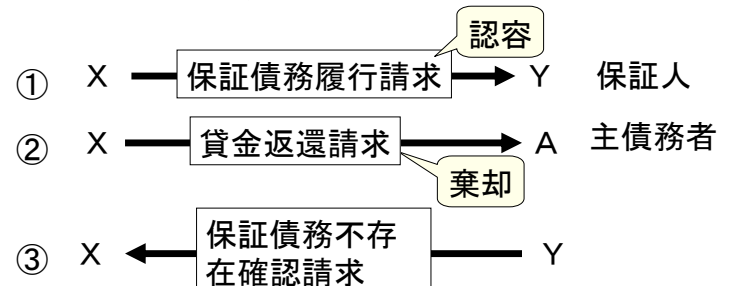 認容
① X 保証債務履行請求 Y 保証人
② X 貸金返還請求 A 主債務者
棄却
③ X 保証債務不存 Y
在確認請求